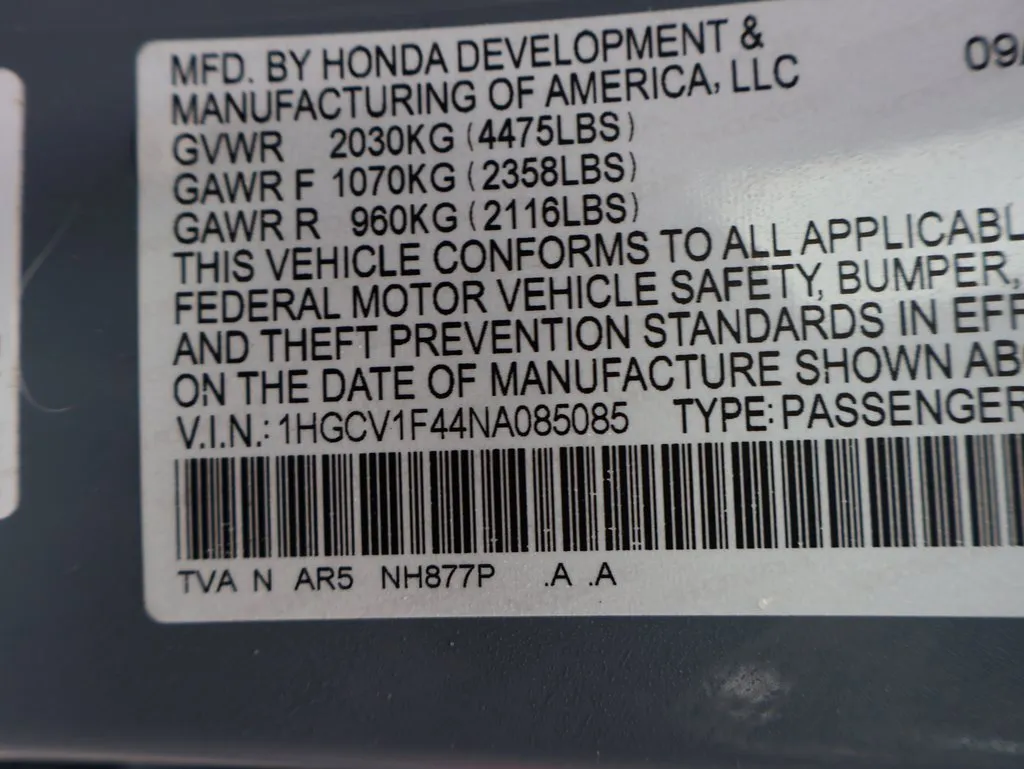 MFD. BY HONDA DEVELOPMENT &
MANUFACTURING OF AMERICA, LLC
09/
GVWR 2030KG (4475LBS)
GAWR F 1070KG (2358LBS)
GAWR R 960KG (2116LBS)
THIS VEHICLE CONFORMS TO ALL APPLICABL
FEDERAL MOTOR VEHICLE SAFETY, BUMPER,
AND THEFT PREVENTION STANDARDS IN EFF
ON THE DATE OF MANUFACTURE SHOWN AB
V.I.N.: 1HGCV1F44NA085085 TYPE: PASSENGER
TVA N AR5 NH877P .A .A